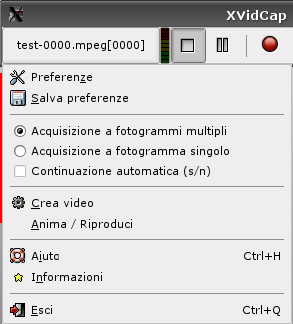 XVidCap
test-0000.mpeg[0000]
Preferenze
Salva preferenze
Acquisizione a fotogrammi multipli
Acquisizione a fotogramma singolo
Continuazione automatica (s/n)
Crea video
Anima / Riproduci
Aiuto Ctrl+H
Informazioni
Esci Ctrl+Q